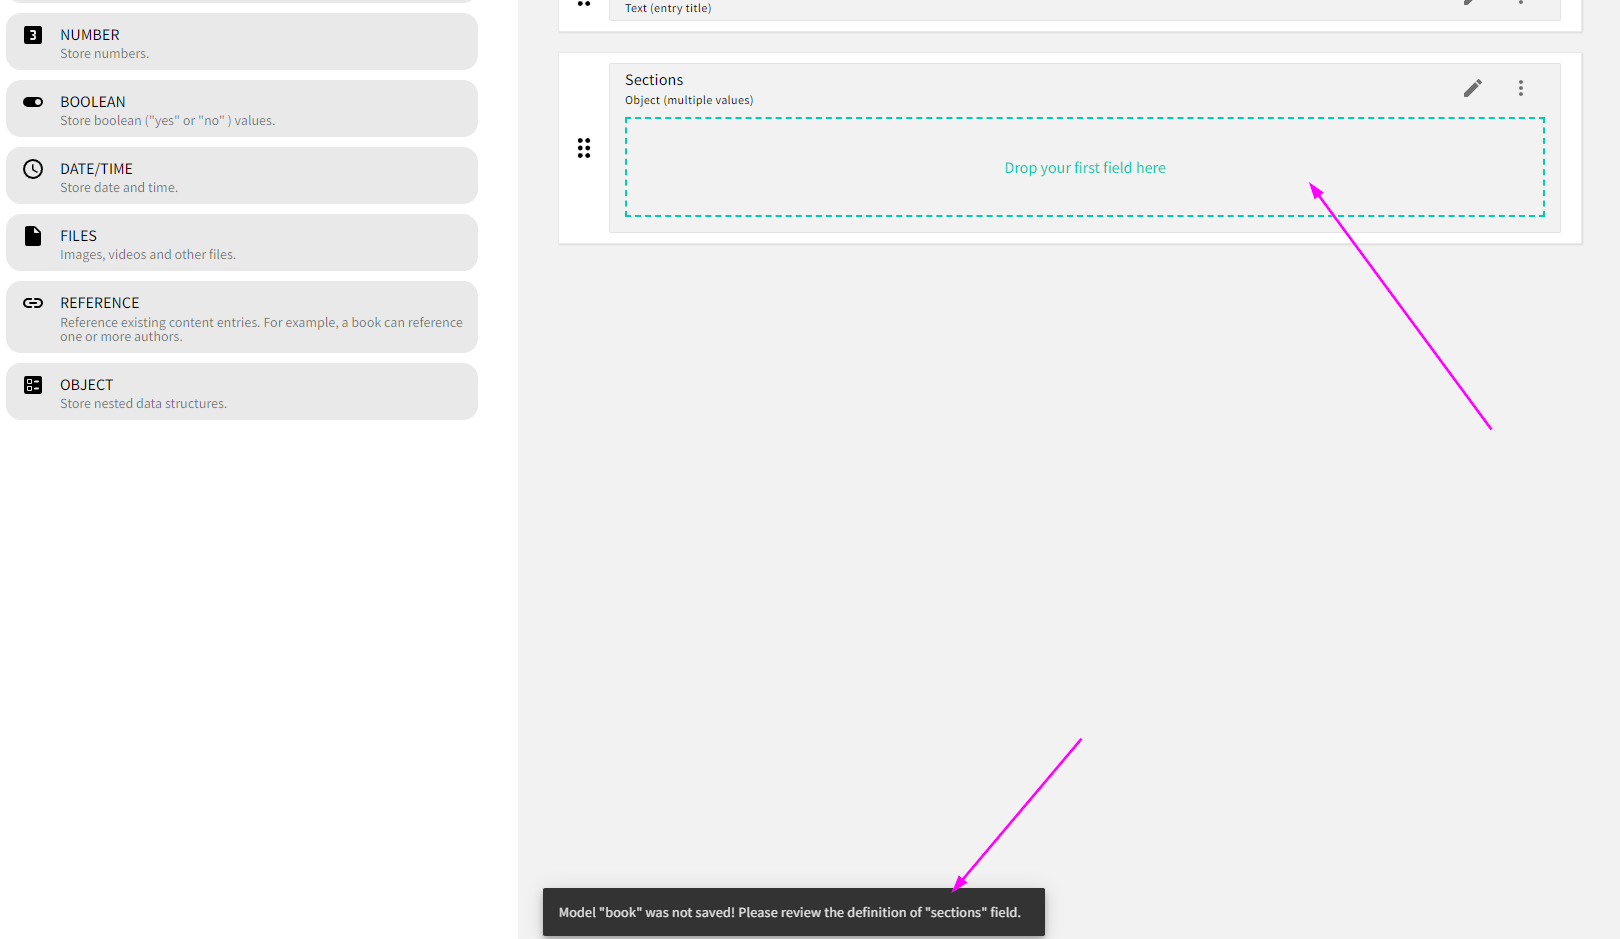 NUMBER
Store numbers.
BOOLEAN
Store boolean ("yes" or "no" ) values.
DATE/TIME
Store date and time.
FILES
Images, videos and other files.
REFERENCE
Reference existing content entries. For example, a book can reference
one or more authors.
OBJECT
Store nested data structures.
Text (entry title)
Sections
Object (multiple values)
Drop your first field here
Model "book" was not saved! Please review the definition of "sections" field.